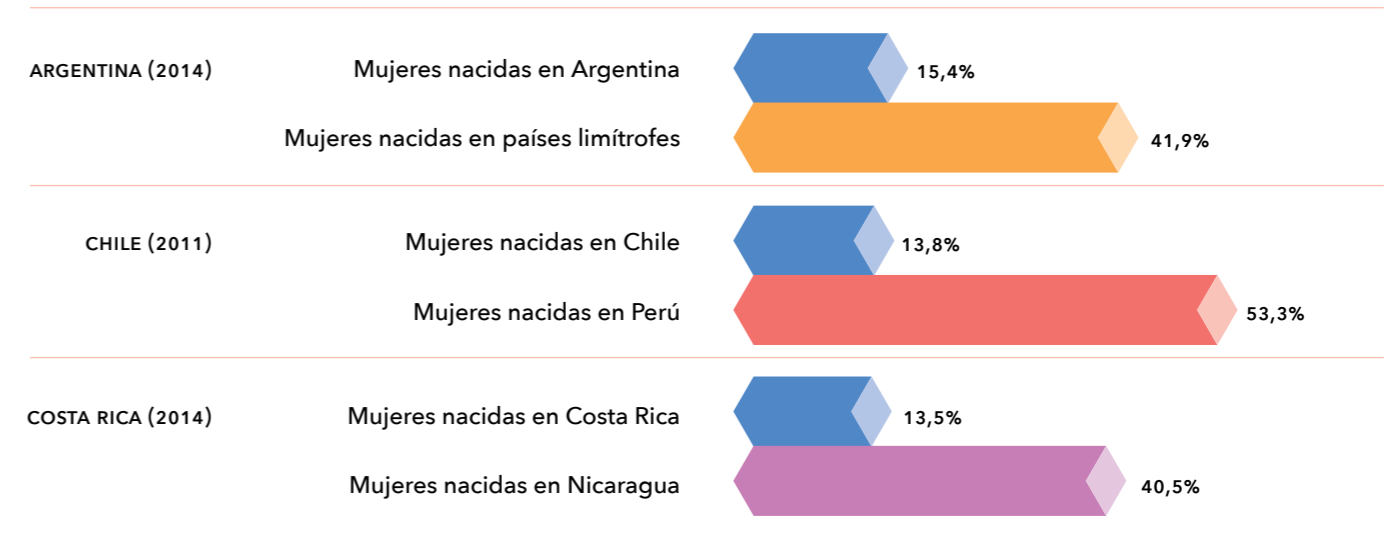 ARGENTINA (2014) Mujeres nacidas en Argentina 15,4%
Mujeres nacidas en países limítrofes 41,9%
CHILE (2011) Mujeres nacidas en Chile 13,8%
Mujeres nacidas en Perú 53,3%
COSTA RICA (2014) Mujeres nacidas en Costa Rica 13,5%
Mujeres nacidas en Nicaragua 40,5%